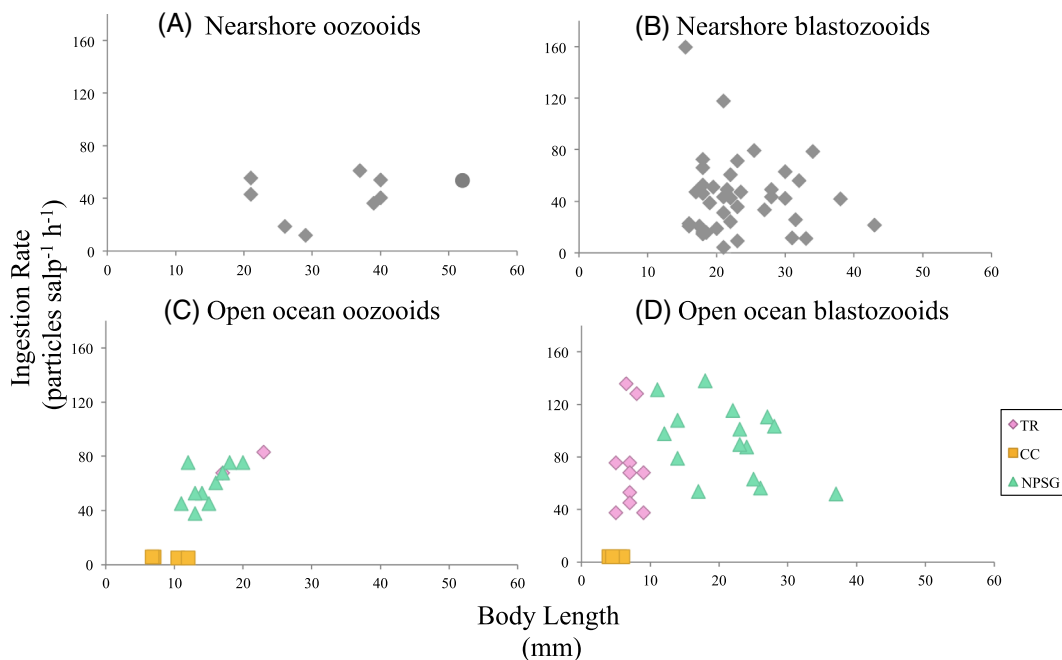 (A) Nearshore oozooids
160
120
80
40
0
0 10 20 30 40 50 60
(B) Nearshore blastozooids
160
120
80
40
0
0 10 20 30 40 50 60
Ingestion Rate
(particles salp⁻¹ h⁻¹)
(C) Open ocean oozooids
160
120
80
40
0
0 10 20 30 40 50 60
(D) Open ocean blastozooids
160
120
80
40
0
0 10 20 30 40 50 60
TR
CC
NPSG
Body Length
(mm)